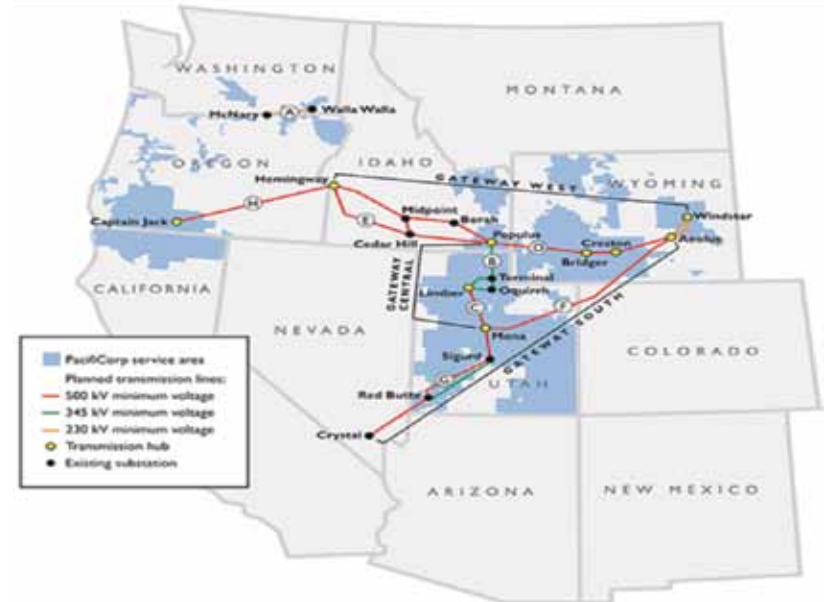 WASHINGTON
MONTANA
McNary
A
Walla Walla
OREGON
IDAHO
Hemingway
GATEWAY WEST
WYOMING
H
Captain Jack
E
Midpoint
Borah
Windstar
Populus
Cedar Hill
D
Creston
Aeolus
Bridger
B
CALIFORNIA
GATEWAY
CENTRAL
Terminal
Limber
Oquirrh
C
F
NEVADA
Mona
GATEWAY SOUTH
COLORADO
Sigurd
UTAH
G
Red Butte
Crystal
ARIZONA
NEW MEXICO
PacifiCorp service area
Planned transmission lines:
500 kV minimum voltage
345 kV minimum voltage
230 kV minimum voltage
Transmission hub
Existing substation